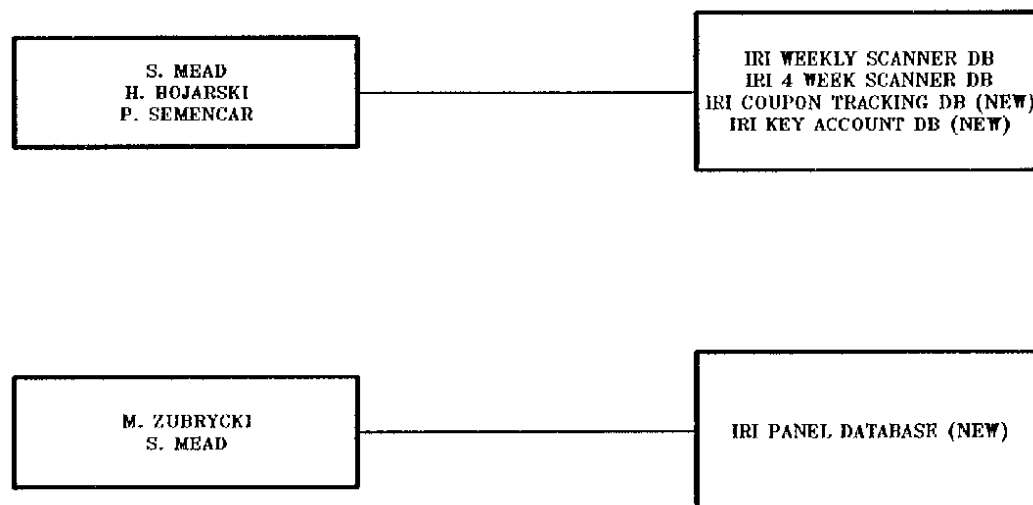 S. MEAD
H. BOJARSKI
P. SEMENCAR
IRI WEEKLY SCANNER DB
IRI 4 WEEK SCANNER DB
IRI COUPON TRACKING DB (NEW)
IRI KEY ACCOUNT DB (NEW)
M. ZUBRYCKI
S. MEAD
IRI PANEL DATABASE (NEW)